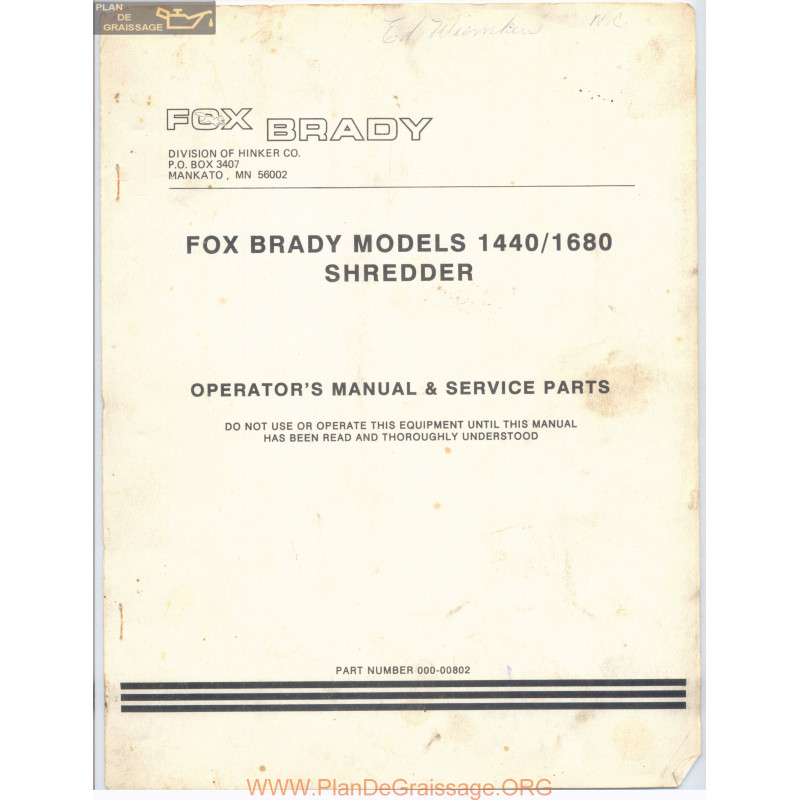 PLAN
DE
GRAISSAGE
Ed Wiemken N.C.
FOX BRADY
DIVISION OF HINKER CO.
P.O. BOX 3407
MANKATO, MN 56002
FOX BRADY MODELS 1440/1680
SHREDDER
OPERATOR'S MANUAL & SERVICE PARTS
DO NOT USE OR OPERATE THIS EQUIPMENT UNTIL THIS MANUAL
HAS BEEN READ AND THOROUGHLY UNDERSTOOD
PART NUMBER 000-00802
WWW.PlanDeGraissage.ORG